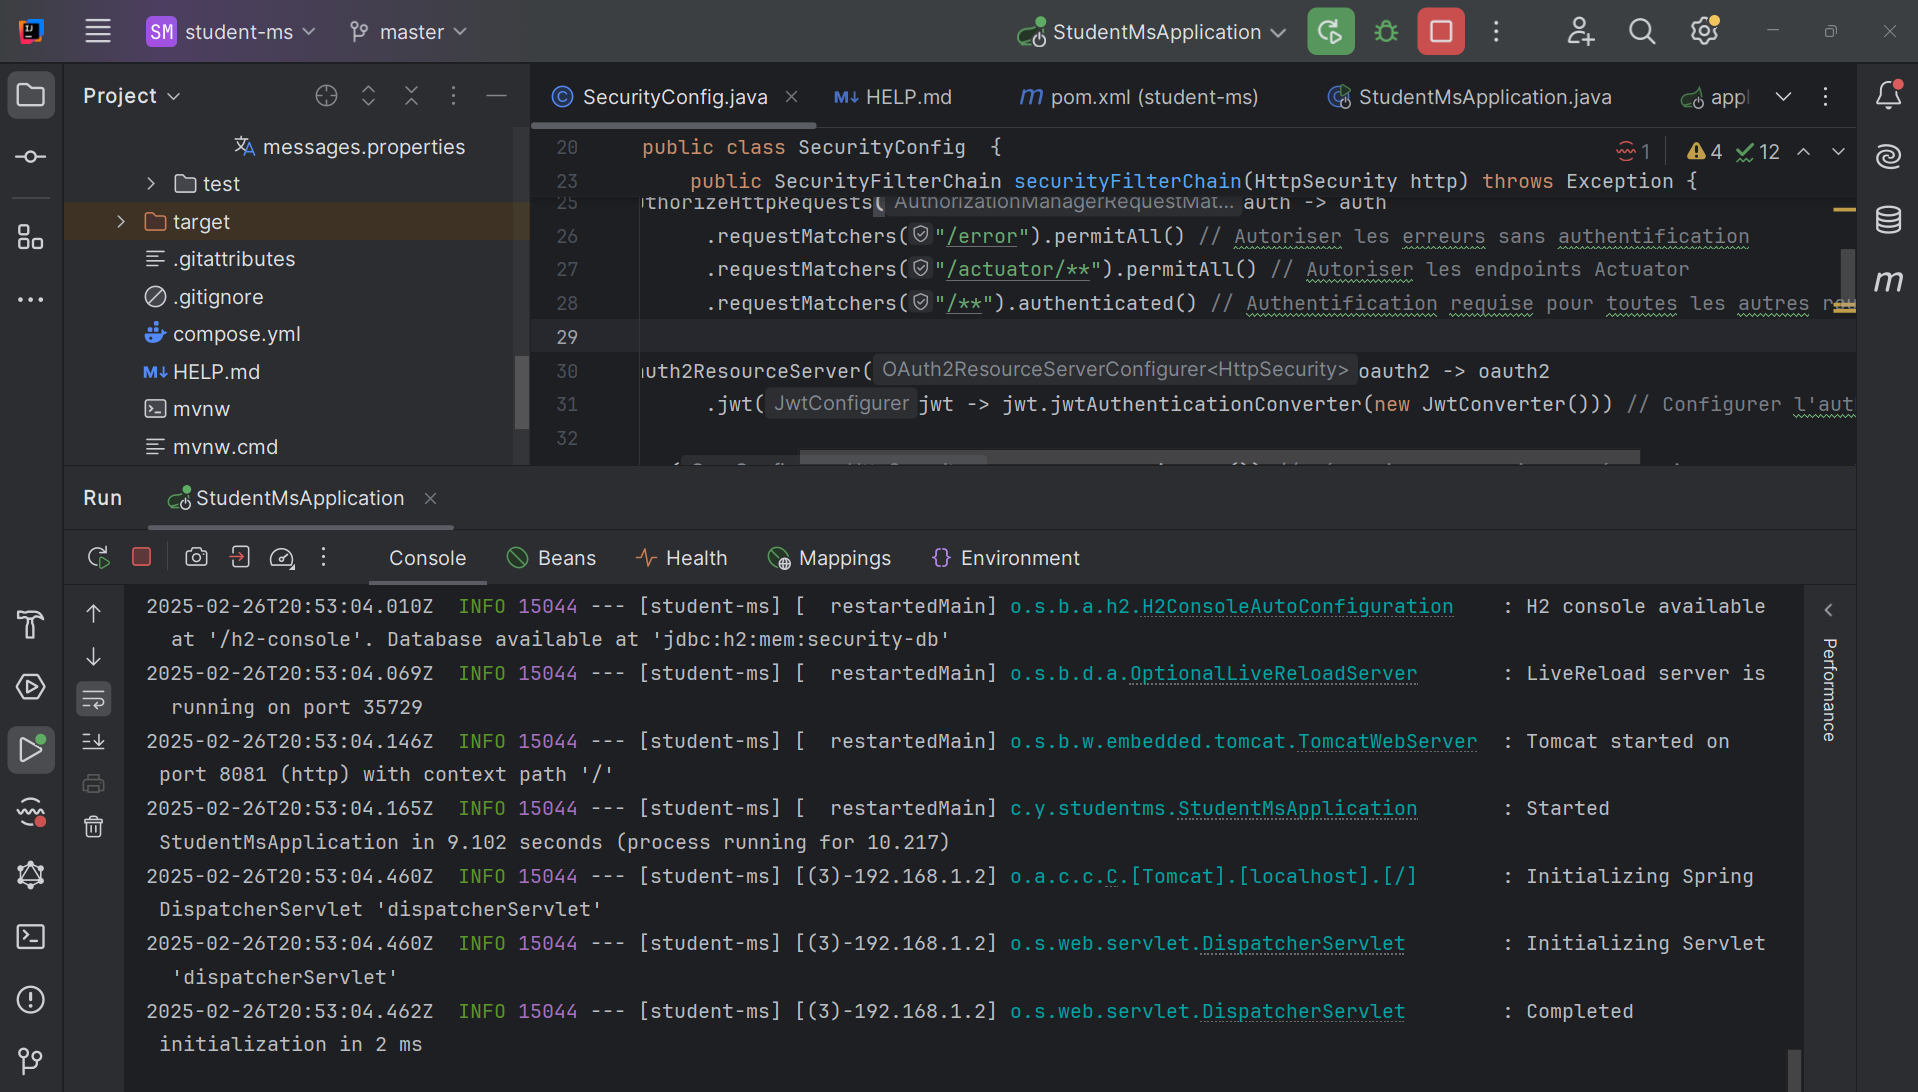 SM student-ms
master
StudentMsApplication
Project
SecurityConfig.java
HELP.md
pom.xml (student-ms)
StudentMsApplication.java
appl
messages.properties
test
target
.gitattributes
.gitignore
compose.yml
HELP.md
mvnw
mvnw.cmd
1 4 12
20 public class SecurityConfig {
23 public SecurityFilterChain securityFilterChain(HttpSecurity http) throws Exception {
25 thorizeHttpRequests( AuthorizationManagerRequestMat... auth -> auth
26 .requestMatchers("/error").permitAll() // Autoriser les erreurs sans authentification
27 .requestMatchers("/actuator/**").permitAll() // Autoriser les endpoints Actuator
28 .requestMatchers("/**").authenticated() // Authentification requise pour toutes les autres rou
29
30 uth2ResourceServer( OAuth2ResourceServerConfigurer<HttpSecurity> oauth2 -> oauth2
31 .jwt( JwtConfigurer jwt -> jwt.jwtAuthenticationConverter(new JwtConverter())) // Configurer l'aut
32
Run StudentMsApplication
Console Beans Health Mappings Environment
2025-02-26T20:53:04.010Z INFO 15044 --- [student-ms] [ restartedMain] o.s.b.a.h2.H2ConsoleAutoConfiguration : H2 console available
at '/h2-console'. Database available at 'jdbc:h2:mem:security-db'
2025-02-26T20:53:04.069Z INFO 15044 --- [student-ms] [ restartedMain] o.s.b.d.a.OptionalLiveReloadServer : LiveReload server is
running on port 35729
2025-02-26T20:53:04.146Z INFO 15044 --- [student-ms] [ restartedMain] o.s.b.w.embedded.tomcat.TomcatWebServer : Tomcat started on
port 8081 (http) with context path '/'
2025-02-26T20:53:04.165Z INFO 15044 --- [student-ms] [ restartedMain] c.y.studentms.StudentMsApplication : Started
StudentMsApplication in 9.102 seconds (process running for 10.217)
2025-02-26T20:53:04.460Z INFO 15044 --- [student-ms] [(3)-192.168.1.2] o.a.c.c.C.[Tomcat].[localhost].[/] : Initializing Spring
DispatcherServlet 'dispatcherServlet'
2025-02-26T20:53:04.460Z INFO 15044 --- [student-ms] [(3)-192.168.1.2] o.s.web.servlet.DispatcherServlet : Initializing Servlet
'dispatcherServlet'
2025-02-26T20:53:04.462Z INFO 15044 --- [student-ms] [(3)-192.168.1.2] o.s.web.servlet.DispatcherServlet : Completed
initialization in 2 ms
Performance